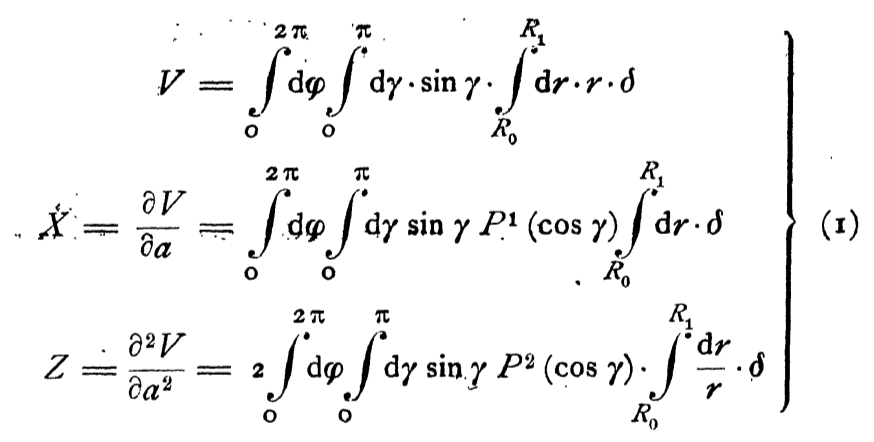 V = ∫₀^{2π} dφ ∫₀^{π} dγ · sin γ · ∫_{R₀}^{R₁} dr · r · δ
X = ∂V/∂a = ∫₀^{2π} dφ ∫₀^{π} dγ sin γ P¹ (cos γ) ∫_{R₀}^{R₁} dr · δ (1)
Z = ∂²V/∂a² = 2 ∫₀^{2π} dφ ∫₀^{π} dγ sin γ P² (cos γ) · ∫_{R₀}^{R₁} dr/r · δ